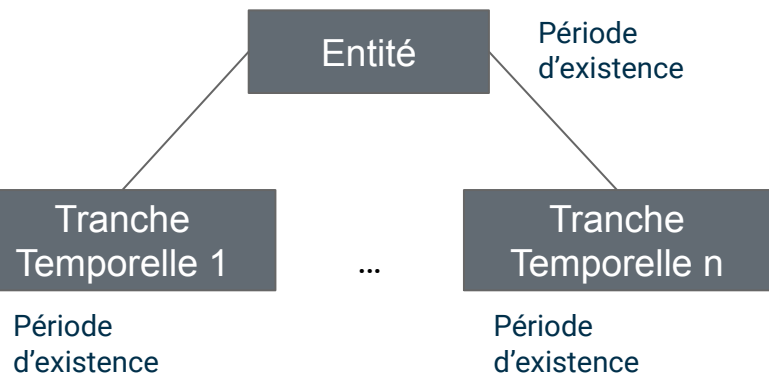 Entité
Période
d'existence
Tranche
Temporelle 1
...
Tranche
Temporelle n
Période
d'existence
Période
d'existence